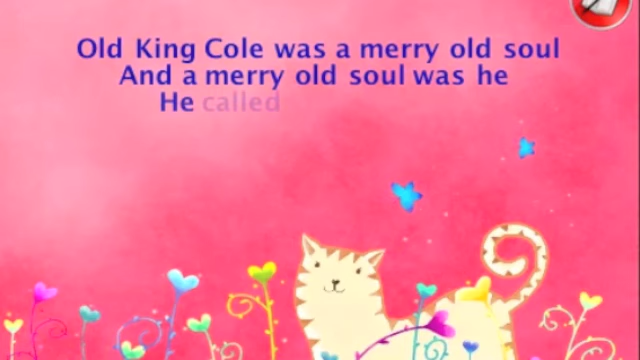 Old King Cole was a merry old soul
And a merry old soul was he
He called